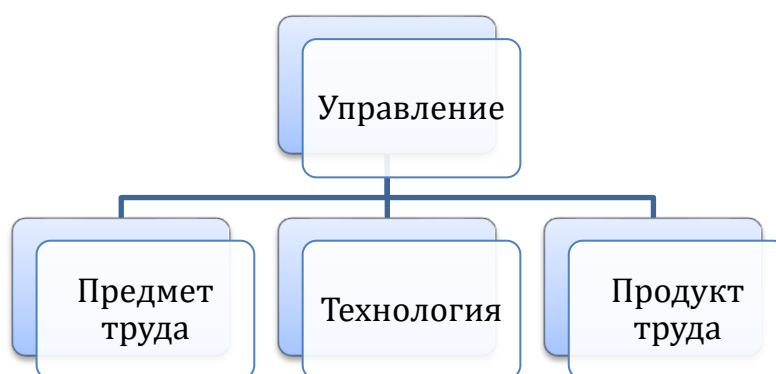 Управление
Предмет
труда
Технология
Продукт
труда